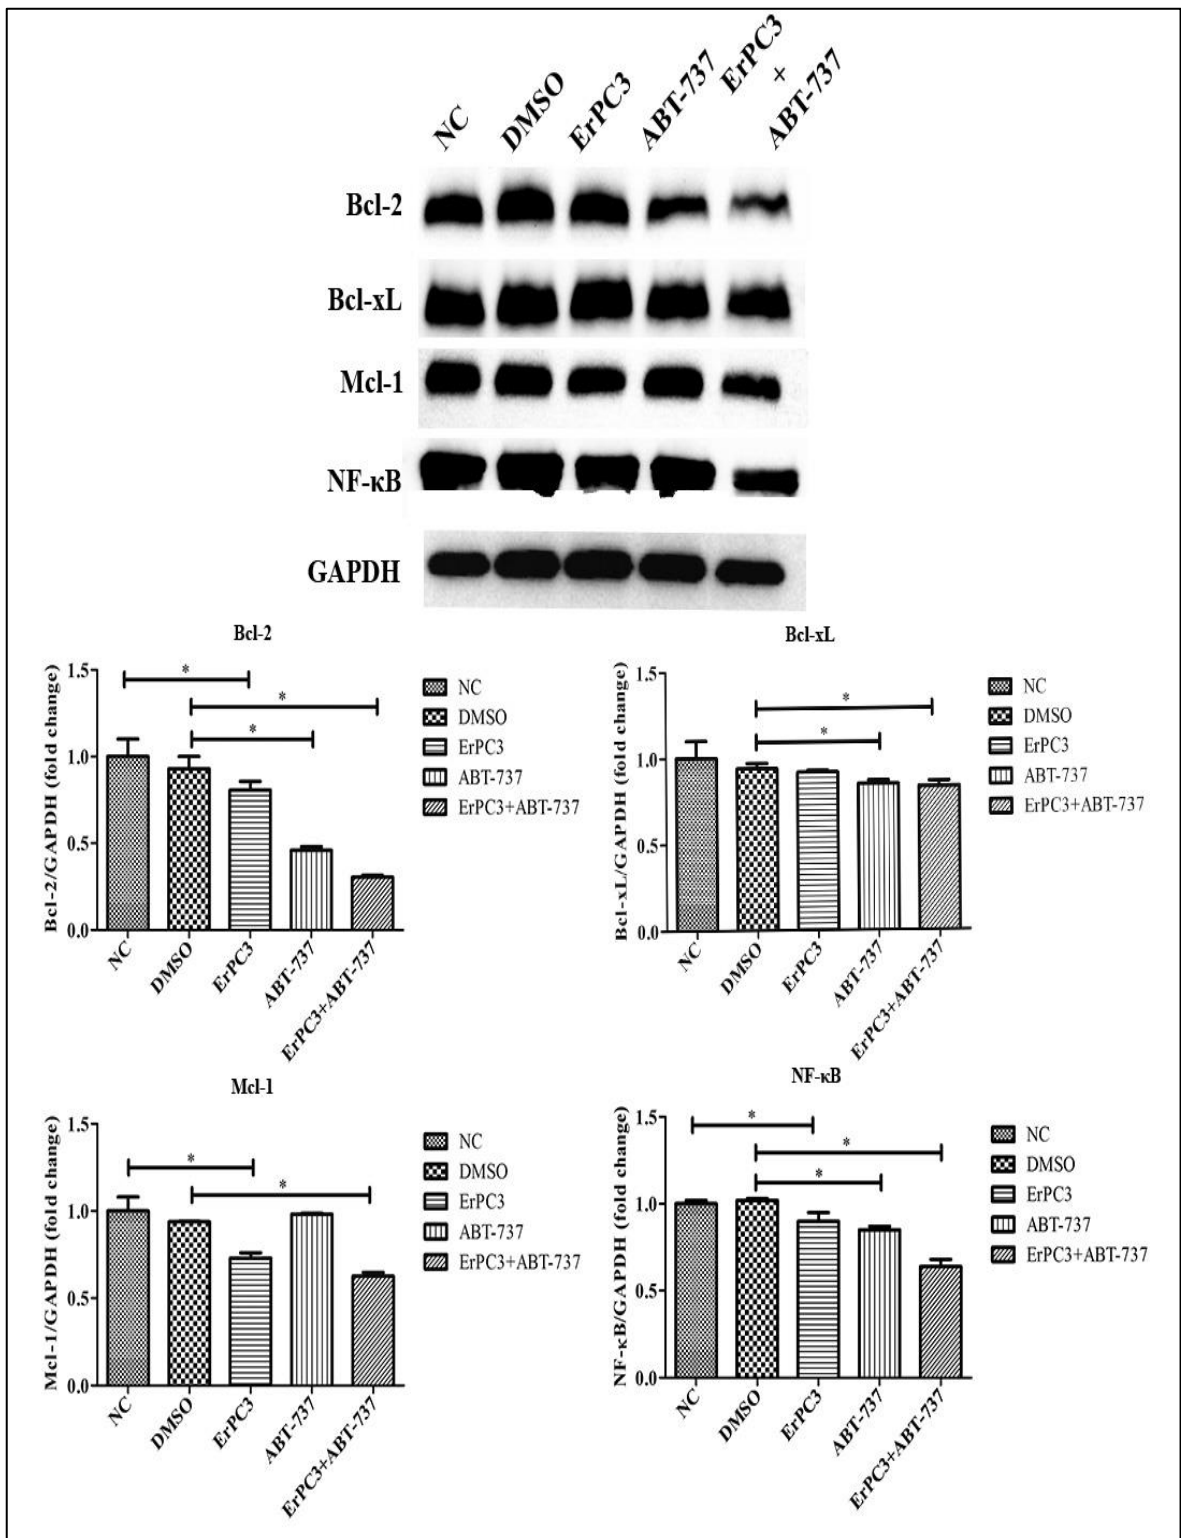 NC
DMSO
ErPC3
ABT-737
ErPC3
+
ABT-737
Bcl-2
Bcl-xL
Mcl-1
NF-κB
GAPDH
Bcl-2
Bcl-2/GAPDH (fold change)
1.5
1.0
0.5
0.0
*
*
*
NC
DMSO
ErPC3
ABT-737
ErPC3+ABT-737
NC
DMSO
ErPC3
ABT-737
ErPC3+ABT-737
Bcl-xL
Bcl-xL/GAPDH (fold change)
1.5
1.0
0.5
0.0
*
*
NC
DMSO
ErPC3
ABT-737
ErPC3+ABT-737
NC
DMSO
ErPC3
ABT-737
ErPC3+ABT-737
Mcl-1
Mcl-1/GAPDH (fold change)
1.5
1.0
0.5
0.0
*
*
NC
DMSO
ErPC3
ABT-737
ErPC3+ABT-737
NC
DMSO
ErPC3
ABT-737
ErPC3+ABT-737
NF-κB
NF-κB/GAPDH (fold change)
1.5
1.0
0.5
0.0
*
*
*
NC
DMSO
ErPC3
ABT-737
ErPC3+ABT-737
NC
DMSO
ErPC3
ABT-737
ErPC3+ABT-737